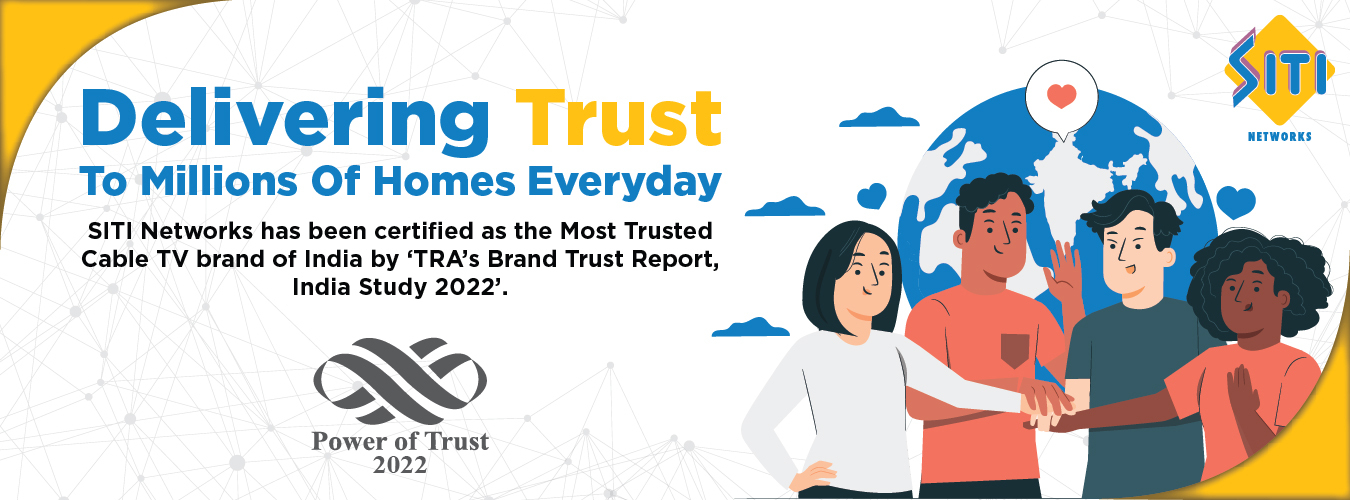 Delivering Trust
To Millions Of Homes Everyday
SITI Networks has been certified as the Most Trusted
Cable TV brand of India by ‘TRA’s Brand Trust Report,
India Study 2022’.
Power of Trust
2022
SITI
NETWORKS